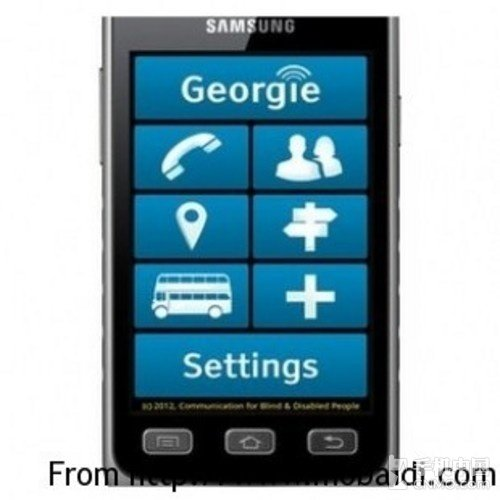 SAMSUNG
Georgie
Settings
(c) 2012, Communication for Blind & Disabled People
From